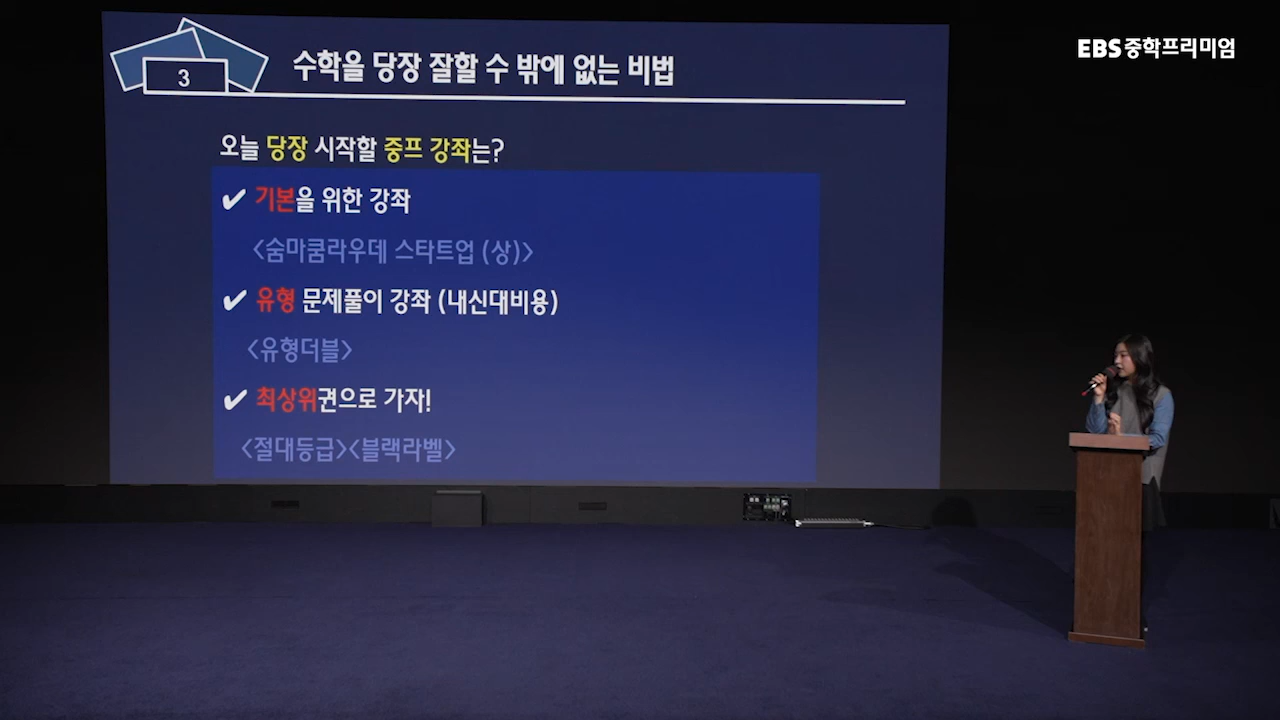 EBS 중학프리미엄
3
수학을 당장 잘할 수 밖에 없는 비법
오늘 당장 시작할 중프 강좌는?
✔ 기본을 위한 강좌
<숨마쿰라우데 스타트업 (상)>
✔ 유형 문제풀이 강좌 (내신대비용)
<유형더블>
✔ 최상위권으로 가자!
<절대등급><블랙라벨>